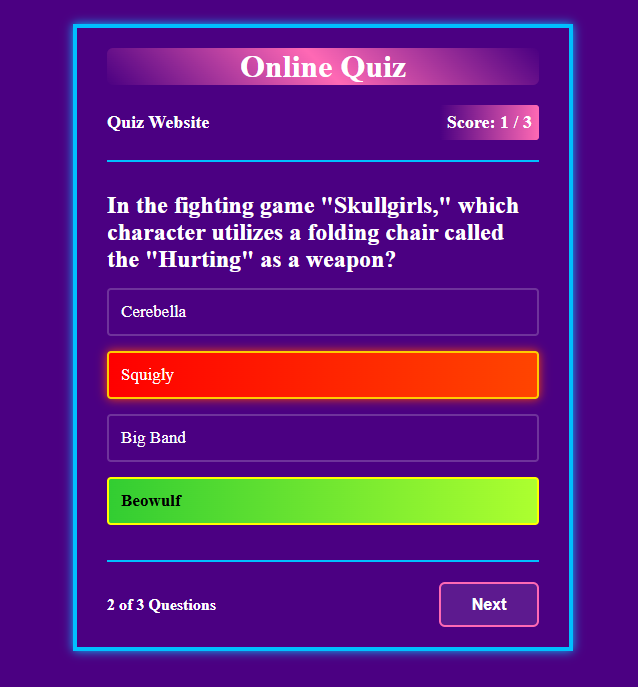 Online Quiz
Quiz Website
Score: 1 / 3
In the fighting game "Skullgirls," which
character utilizes a folding chair called
the "Hurting" as a weapon?
Cerebella
Squigly
Big Band
Beowulf
2 of 3 Questions
Next